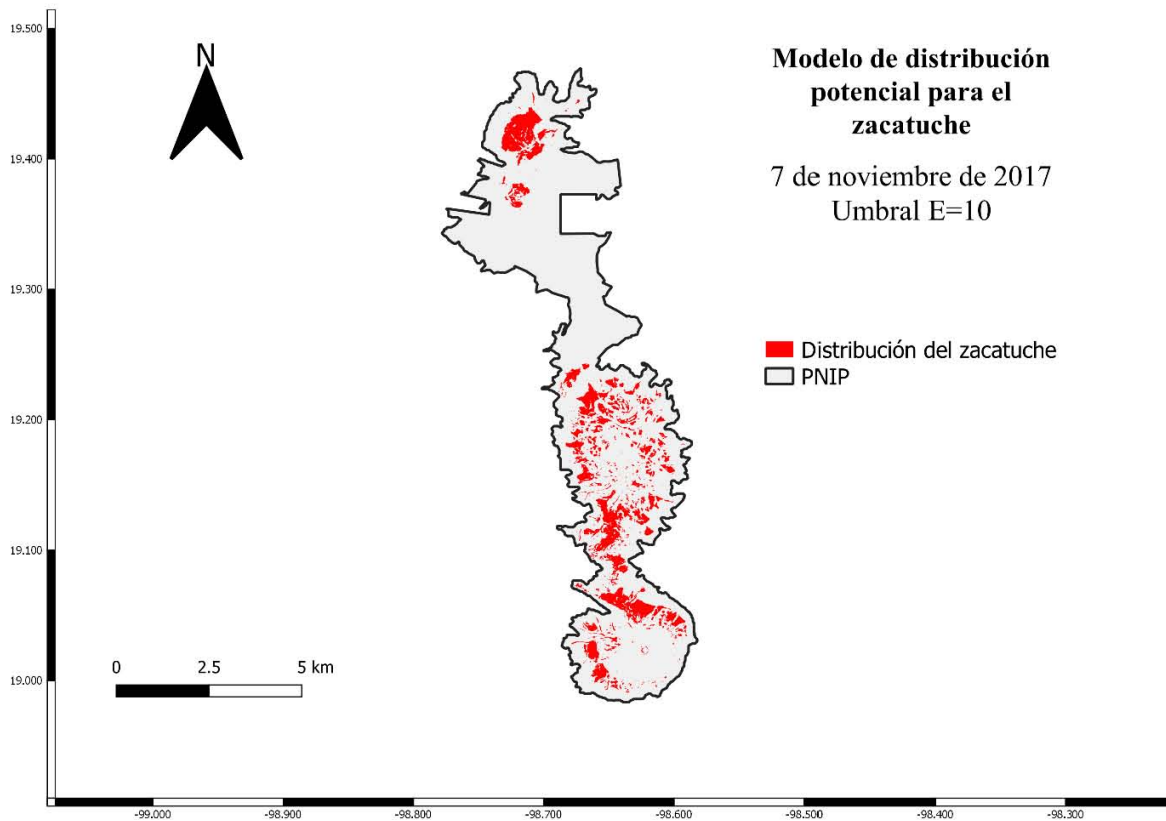 19.500
19.400
19.300
19.200
19.100
19.000
N
Modelo de distribución
potencial para el
zacatuche
7 de noviembre de 2017
Umbral E=10
Distribución del zacatuche
PNIP
0 2.5 5 km
-99.000 -98.900 -98.800 -98.700 -98.600 -98.500 -98.400 -98.300